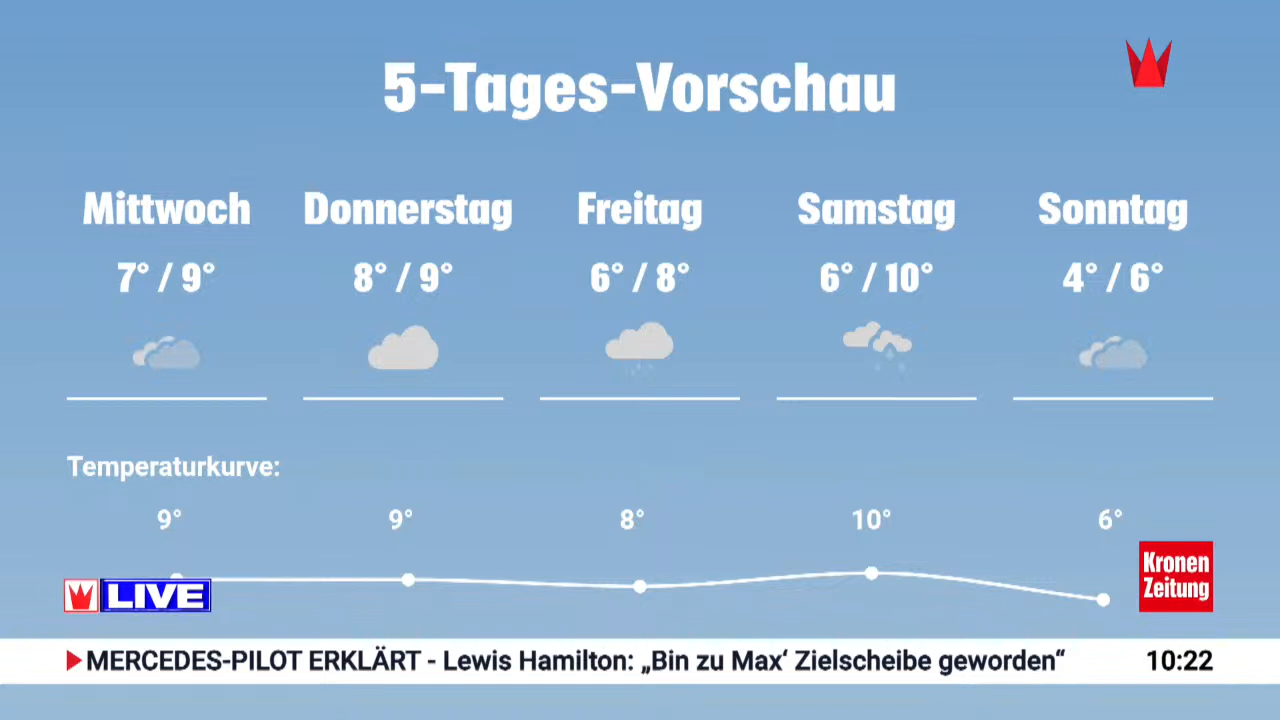 5-Tages-Vorschau
Mittwoch
Donnerstag
Freitag
Samstag
Sonntag
7° / 9°
8° / 9°
6° / 8°
6° / 10°
4° / 6°
Temperaturkurve:
9°
9°
8°
10°
6°
LIVE
Kronen
Zeitung
MERCEDES-PILOT ERKLÄRT - Lewis Hamilton: „Bin zu Max‘ Zielscheibe geworden“
10:22